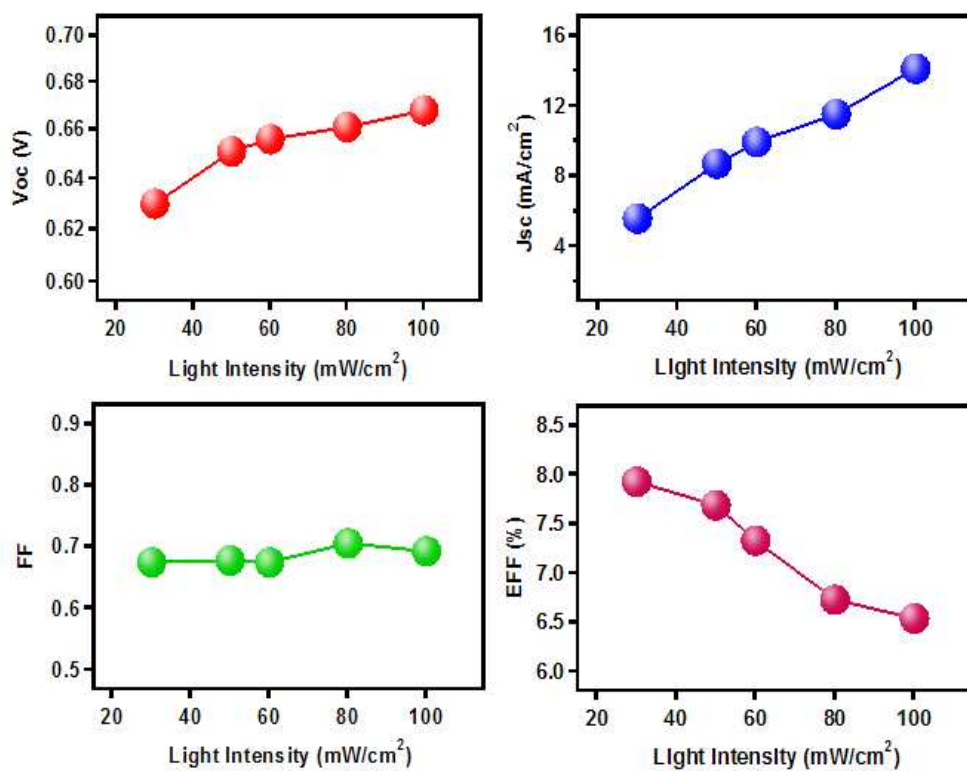 0.70
0.68
0.66
0.64
0.62
0.60
Voc (V)
20 40 60 80 100
Light Intensity (mW/cm²)
16
12
8
4
Jsc (mA/cm²)
20 40 60 80 100
Light Intensity (mW/cm²)
0.9
0.8
0.7
0.6
0.5
FF
20 40 60 80 100
Light Intensity (mW/cm²)
8.5
8.0
7.5
7.0
6.5
6.0
EFF (%)
20 40 60 80 100
Light Intensity (mW/cm²)